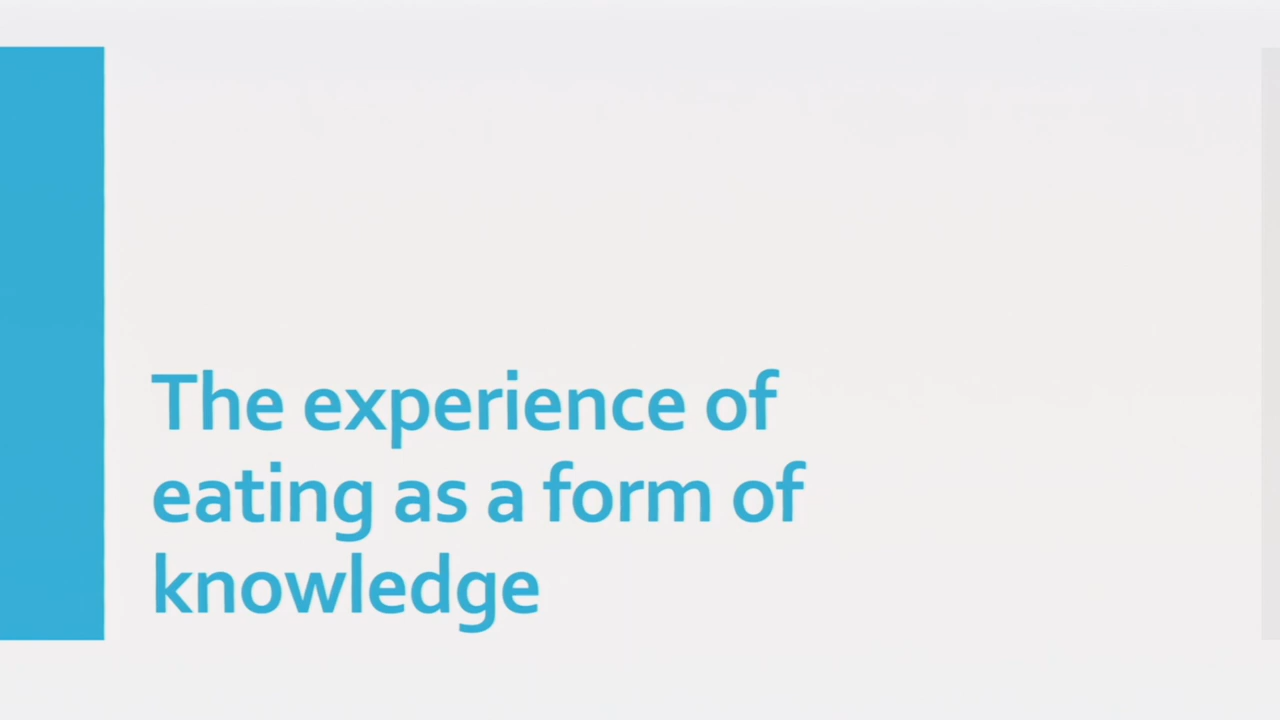 The experience of
eating as a form of
knowledge